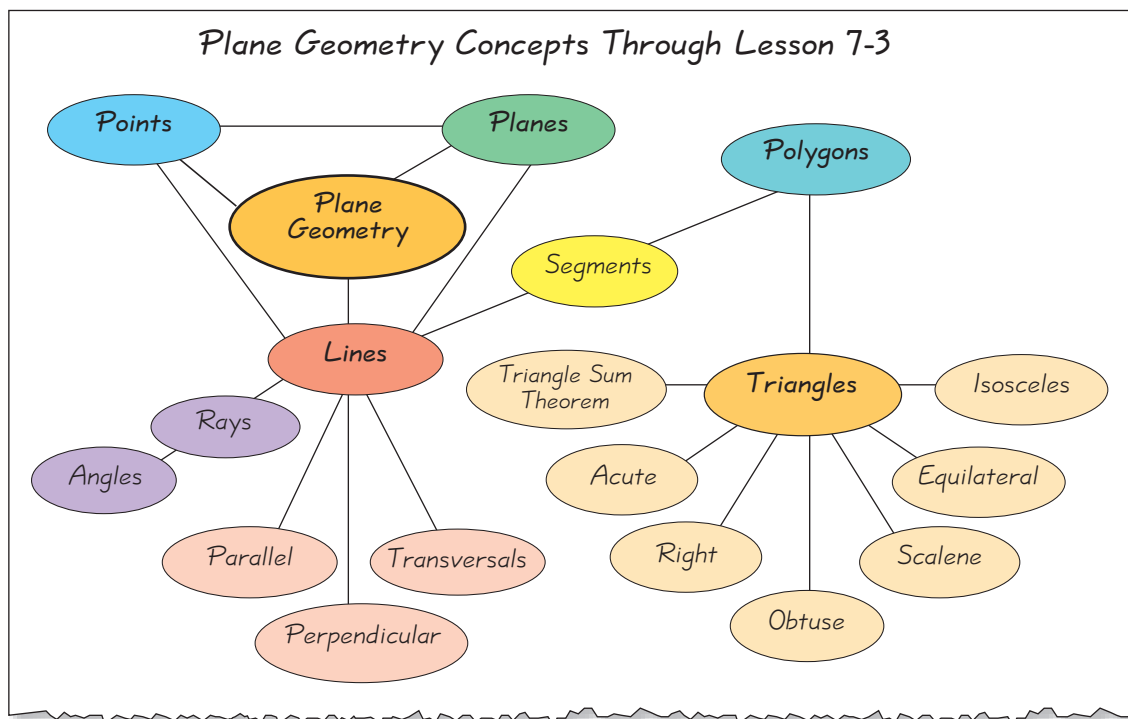 Plane Geometry Concepts Through Lesson 7-3
Points
Planes
Polygons
Plane
Geometry
Segments
Lines
Triangle Sum
Theorem
Triangles
Isosceles
Rays
Angles
Acute
Equilateral
Parallel
Transversals
Right
Scalene
Perpendicular
Obtuse